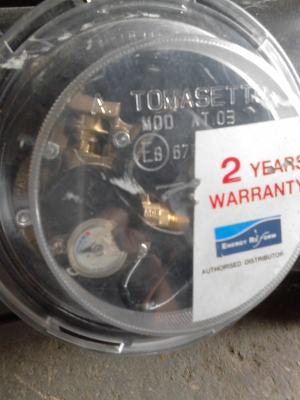 A. TOMASETT
MOD AT.03
E8 67
2 YEARS
WARRANTY
ENERGY REFORM
AUTHORISED DISTRIBUTOR